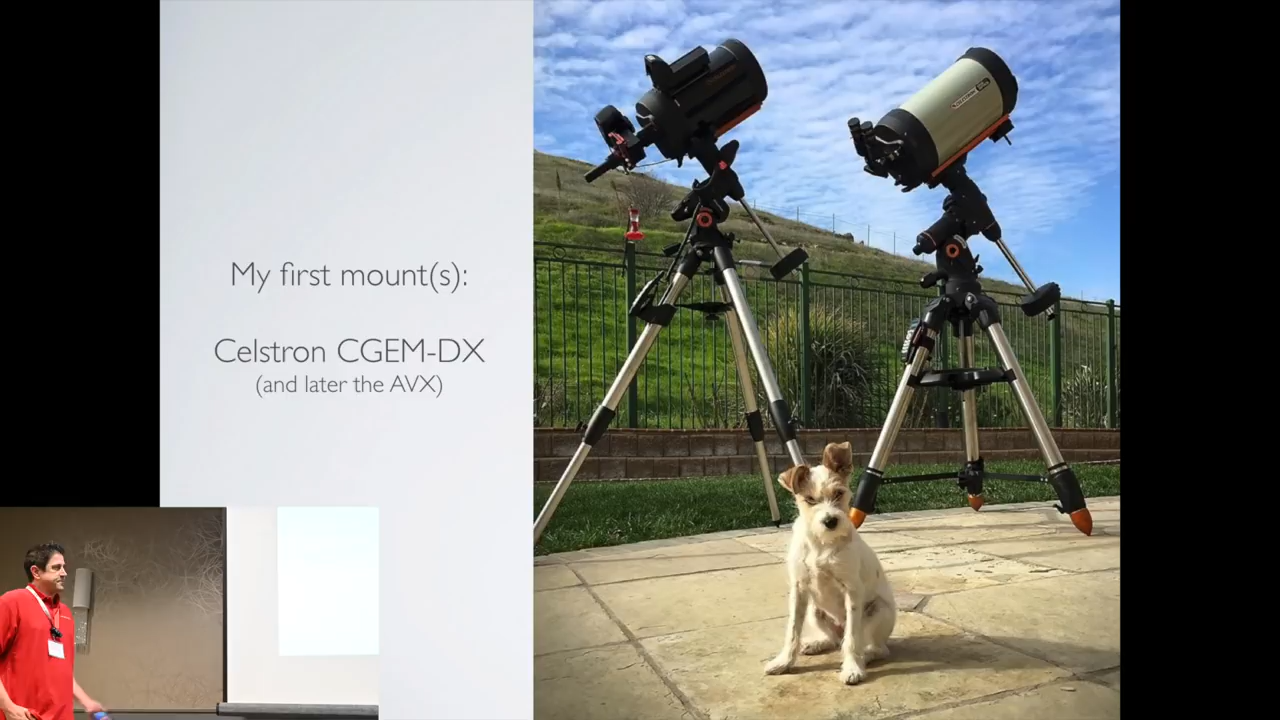 My first mount(s):
Celstron CGEM-DX
(and later the AVX)